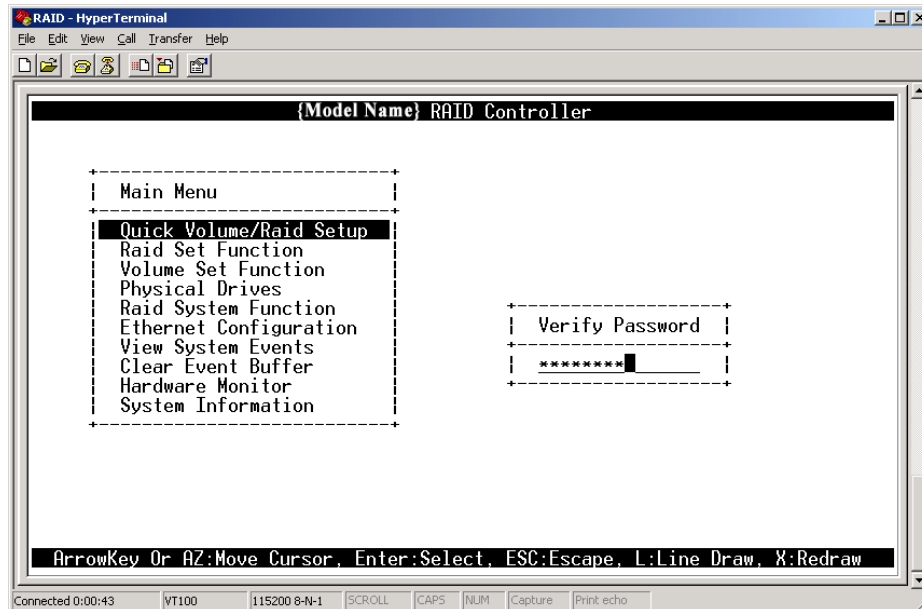 RAID - HyperTerminal
File Edit View Call Transfer Help
{Model Name} RAID Controller
Main Menu
Quick Volume/Raid Setup
Raid Set Function
Volume Set Function
Physical Drives
Raid System Function
Ethernet Configuration
View System Events
Clear Event Buffer
Hardware Monitor
System Information
Verify Password
********
ArrowKey Or AZ:Move Cursor, Enter:Select, ESC:Escape, L:Line Draw, X:Redraw
Connected 0:00:43 VT100 115200 8-N-1 SCROLL CAPS NUM Capture Print echo